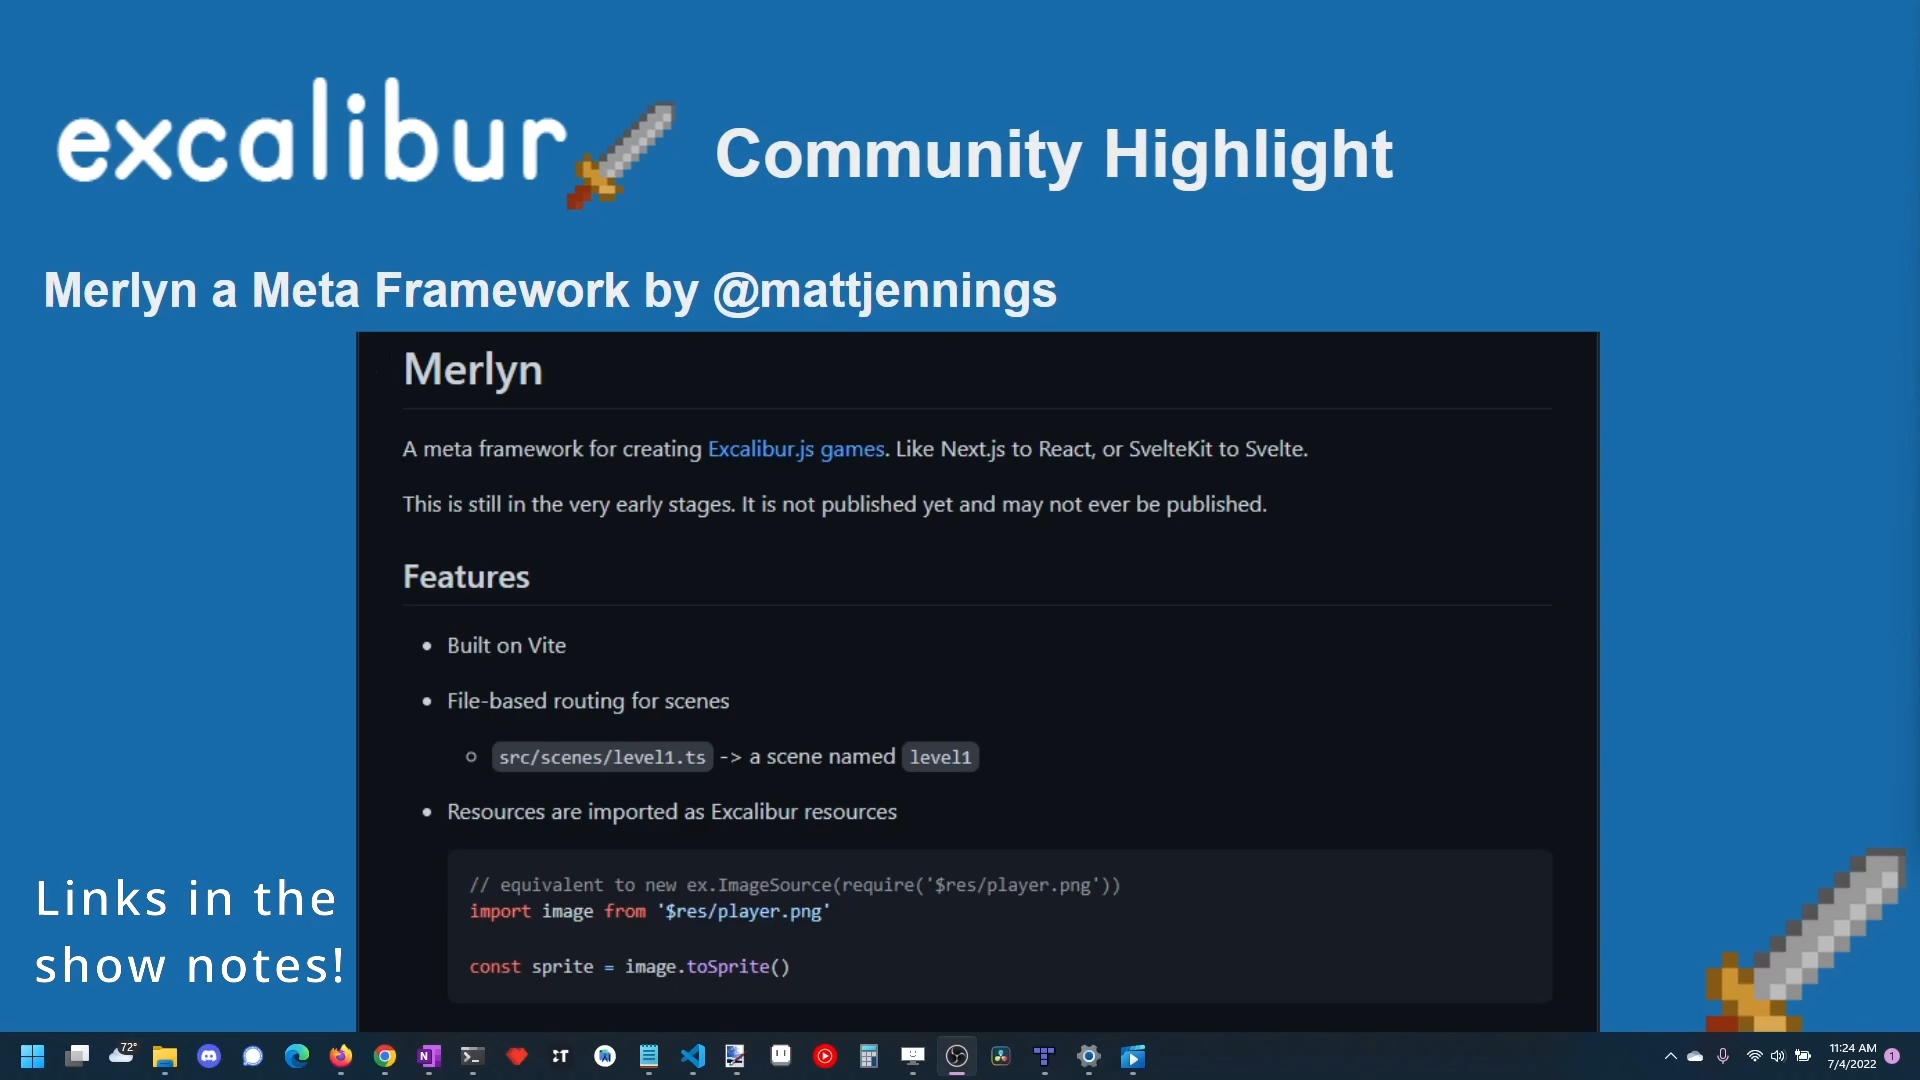 excalibur Community Highlight
Merlyn a Meta Framework by @mattjennings
Merlyn
A meta framework for creating Excalibur.js games. Like Next.js to React, or SvelteKit to Svelte.
This is still in the very early stages. It is not published yet and may not ever be published.
Features
Built on Vite
File-based routing for scenes
src/scenes/level1.ts -> a scene named level1
Resources are imported as Excalibur resources
// equivalent to new ex.ImageSource(require('$res/player.png'))
import image from '$res/player.png'
const sprite = image.toSprite()
Links in the
show notes!
72°
11:24 AM
7/4/2022
1